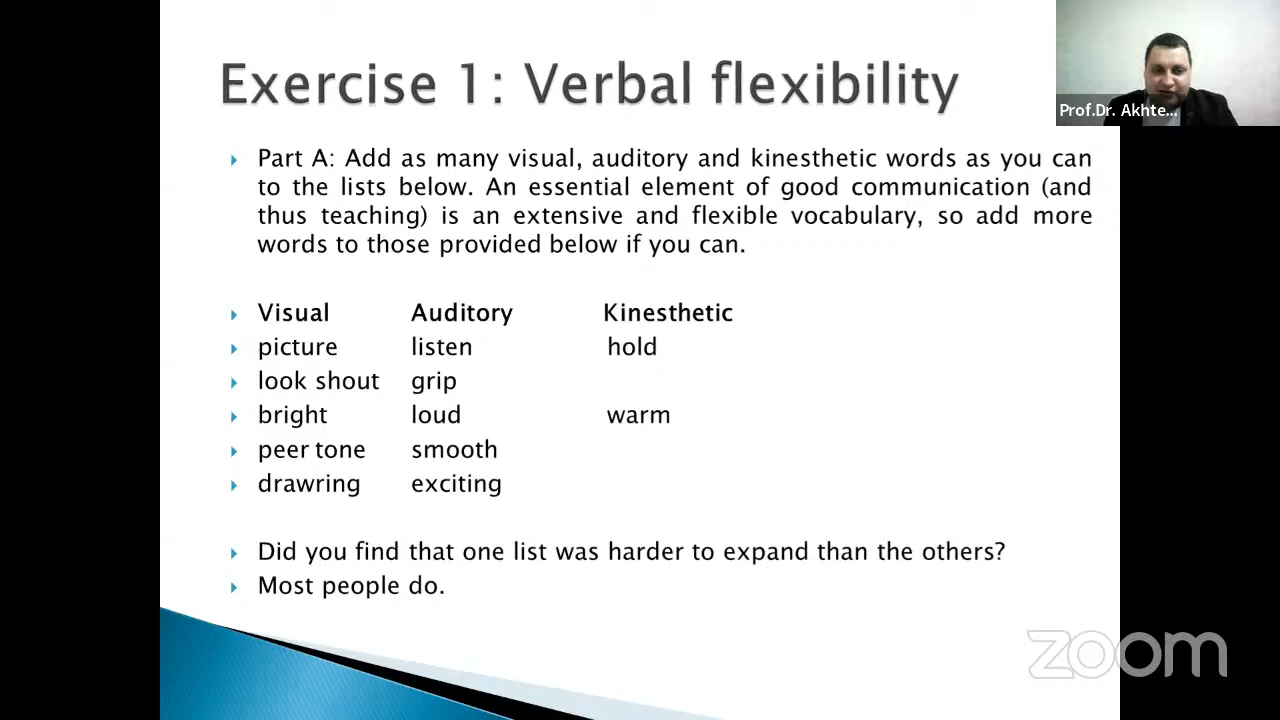 Exercise 1: Verbal flexibility
Prof.Dr. Akhte...
Part A: Add as many visual, auditory and kinesthetic words as you can
to the lists below. An essential element of good communication (and
thus teaching) is an extensive and flexible vocabulary, so add more
words to those provided below if you can.
Visual Auditory Kinesthetic
picture listen hold
look shout grip
bright loud warm
peer tone smooth
drawring exciting
Did you find that one list was harder to expand than the others?
Most people do.
zoom